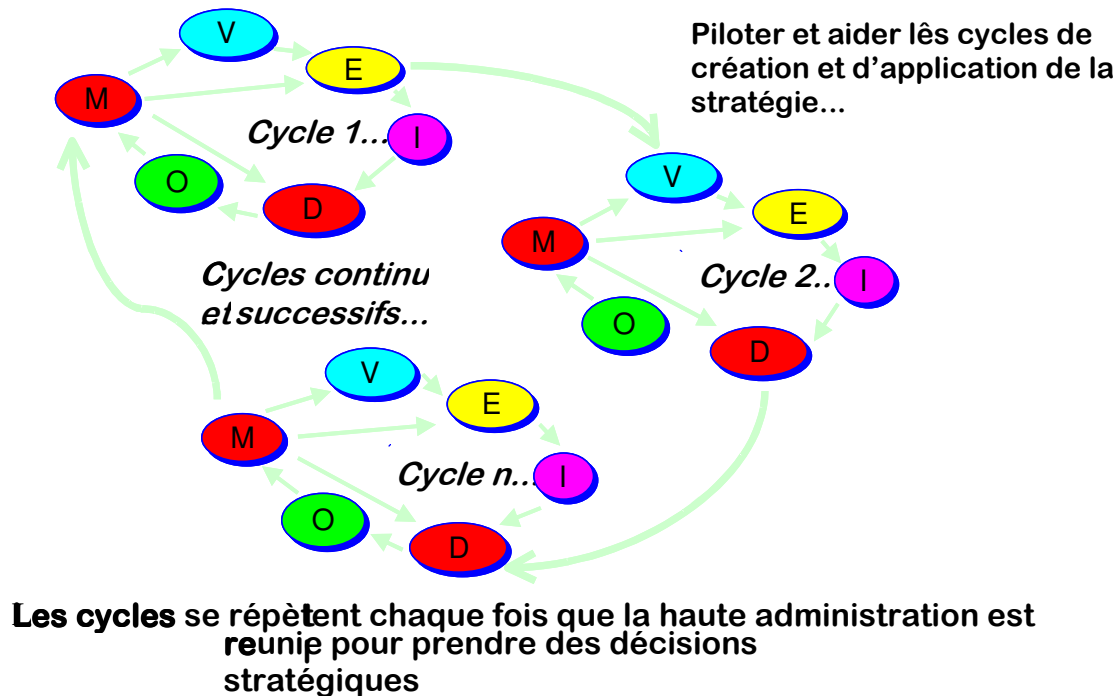 Piloter et aider lês cycles de
création et d’application de la
stratégie...
V
E
M
Cycle 1...
I
O
D
V
E
M
Cycle 2..
I
O
D
Cycles continu
et successifs...
V
E
M
Cycle n...
I
O
D
Les cycles se répètent chaque fois que la haute administration est
reunie pour prendre des décisions
stratégiques